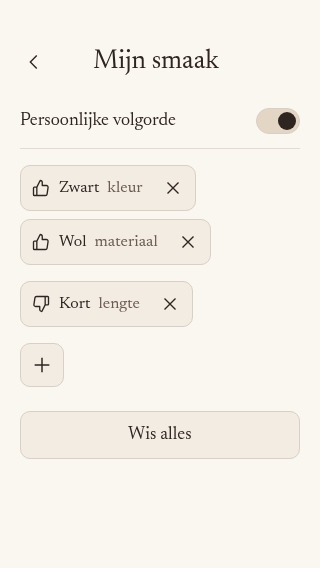 Mijn smaak
Persoonlijke volgorde
Zwart kleur
Wol materiaal
Kort lengte
Wis alles